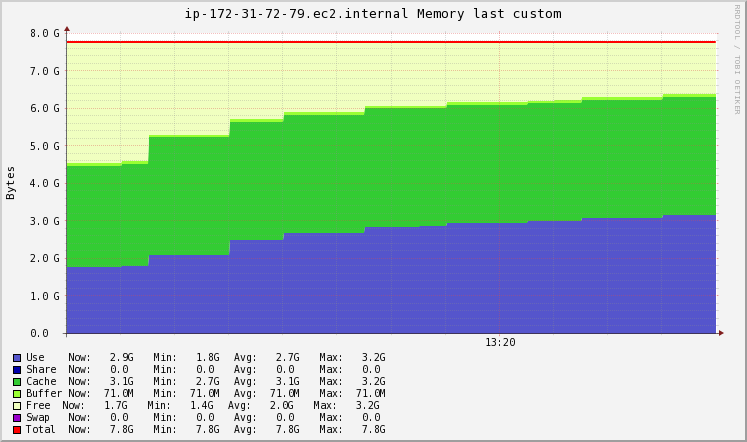 ip-172-31-72-79.ec2.internal Memory last custom
RRDTOOL / TOBI OETIKER
Bytes
8.0 G
7.0 G
6.0 G
5.0 G
4.0 G
3.0 G
2.0 G
1.0 G
0.0
13:20
Use Now: 2.9G Min: 1.8G Avg: 2.7G Max: 3.2G
Share Now: 0.0 Min: 0.0 Avg: 0.0 Max: 0.0
Cache Now: 3.1G Min: 2.7G Avg: 3.1G Max: 3.2G
Buffer Now: 71.0M Min: 71.0M Avg: 71.0M Max: 71.0M
Free Now: 1.7G Min: 1.4G Avg: 2.0G Max: 3.2G
Swap Now: 0.0 Min: 0.0 Avg: 0.0 Max: 0.0
Total Now: 7.8G Min: 7.8G Avg: 7.8G Max: 7.8G